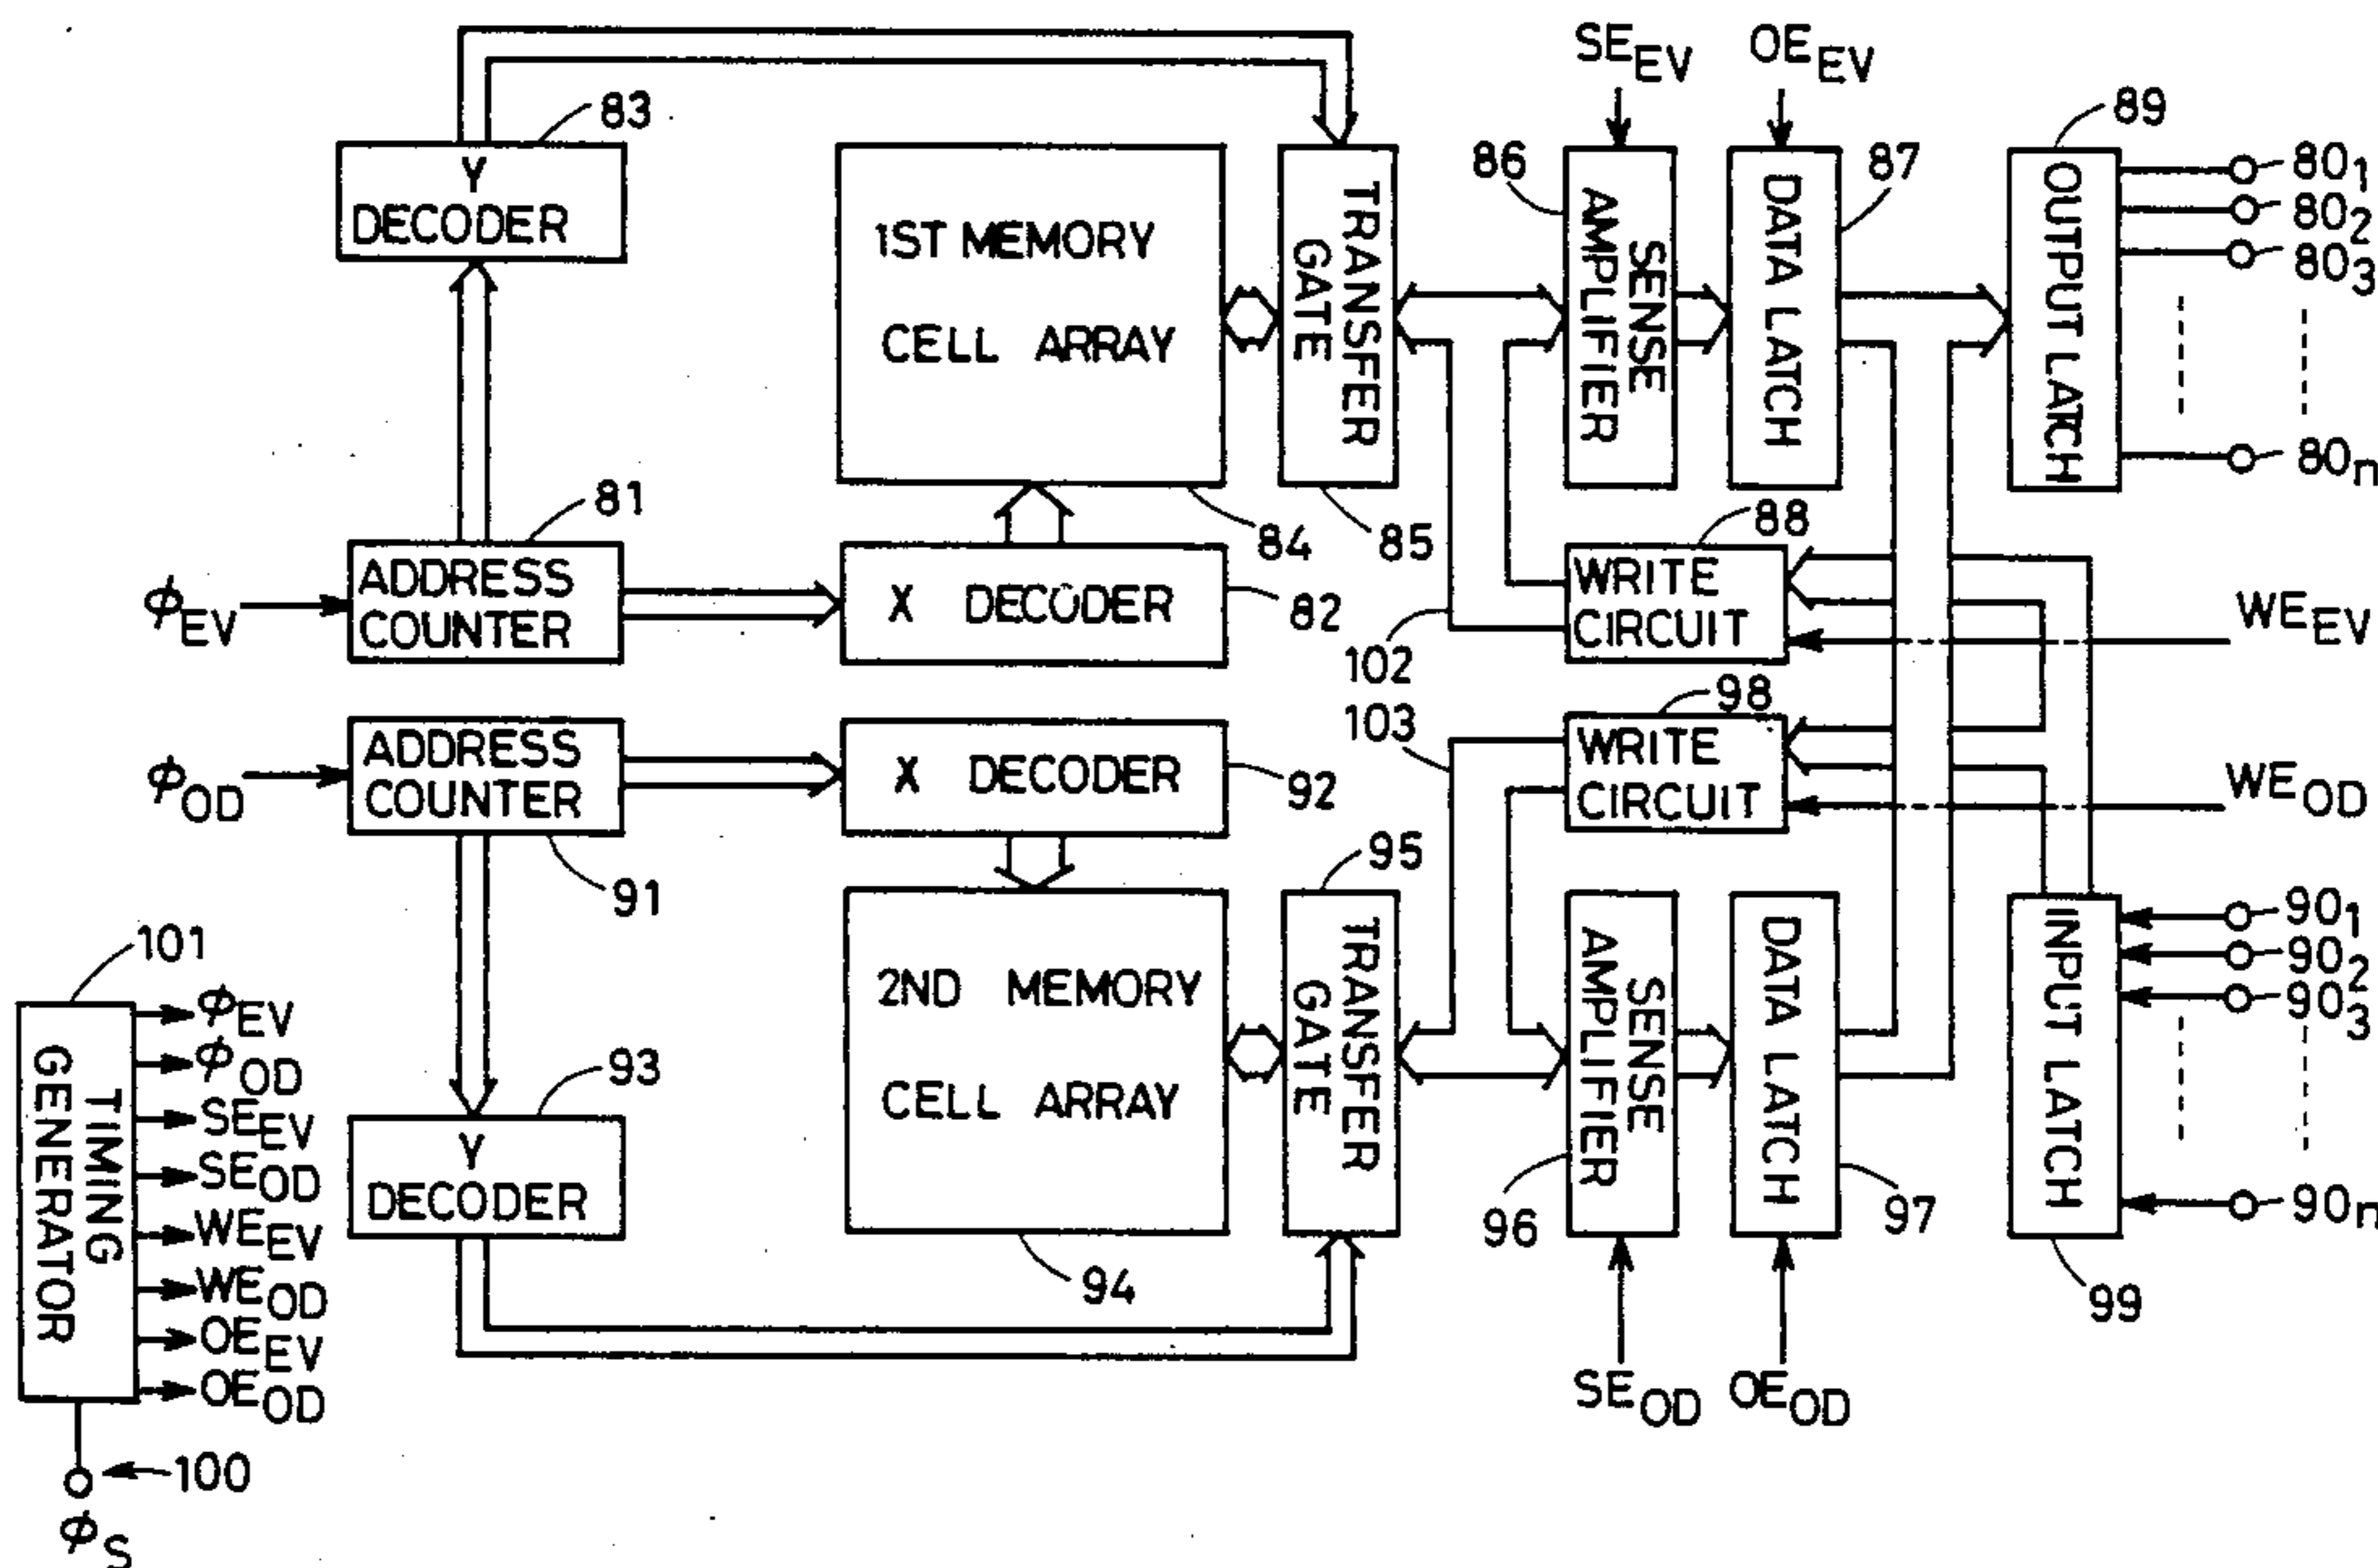 SE_EV
OE_EV
83
Y
DECODER
1ST MEMORY
CELL ARRAY
TRANSFER
GATE
86
SENSE
AMPLIFIER
DATA LATCH
87
89
OUTPUT LATCH
80_1
80_2
80_3
80_n
81
ADDRESS
COUNTER
φ_EV
X DECODER
82
84
85
88
WRITE
CIRCUIT
102
WE_EV
φ_OD
ADDRESS
COUNTER
91
X DECODER
92
103
98
WRITE
CIRCUIT
WE_OD
95
2ND MEMORY
CELL ARRAY
94
TRANSFER
GATE
SENSE
AMPLIFIER
96
DATA LATCH
97
INPUT LATCH
99
90_1
90_2
90_3
90_n
93
Y
DECODER
SE_OD
OE_OD
101
TIMING
GENERATOR
φ_EV
φ_OD
SE_EV
SE_OD
WE_EV
WE_OD
OE_EV
OE_OD
100
φ_S